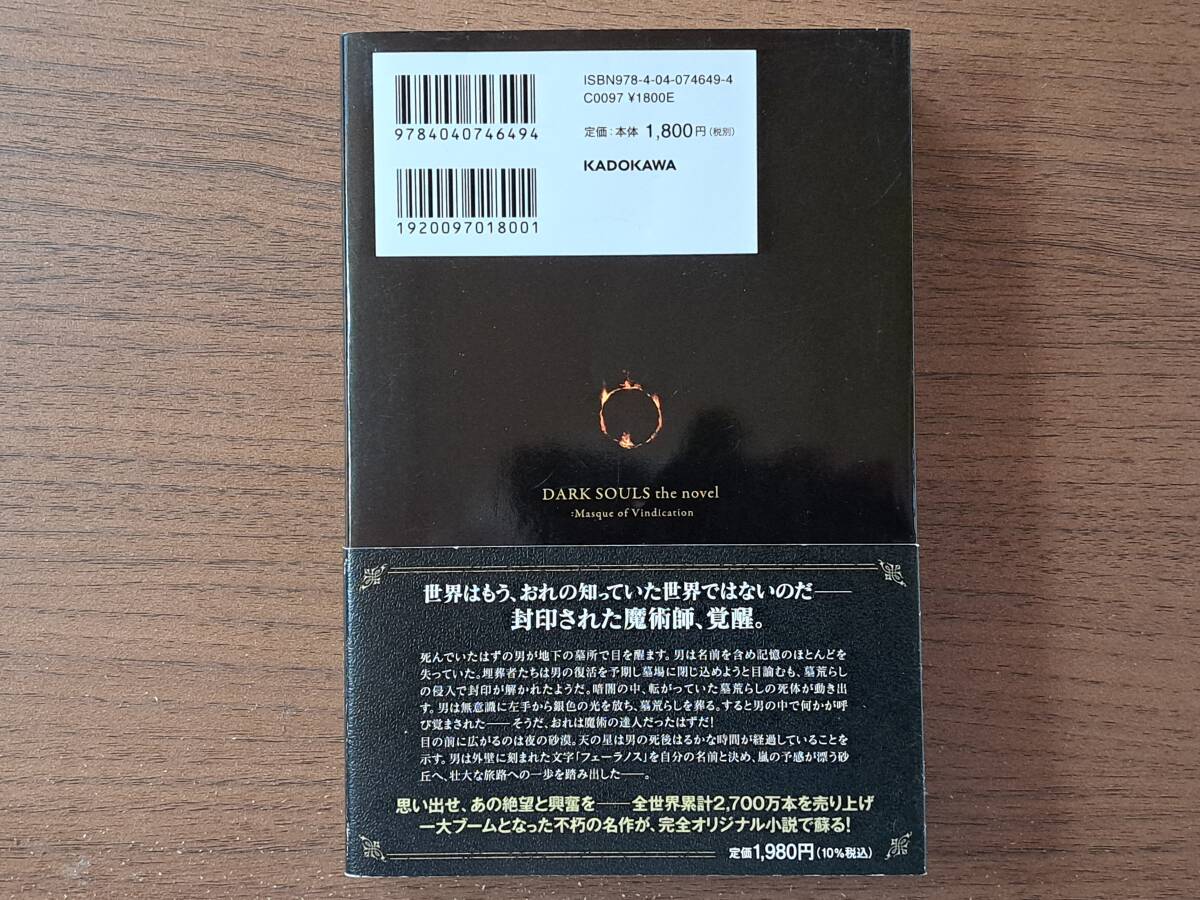 ISBN978-4-04-074649-4
C0097 ¥1800E
9784040746494
定価：本体 1,800円（税別）
KADOKAWA
1920097018001
DARK SOULS the novel
:Masque of Vindication
世界はもう、おれの知っていた世界ではないのだ――
封印された魔術師、覚醒。
死んでいたはずの男が地下の墓所で目を醒ます。男は名前を含め記憶のほとんどを
失っていた。埋葬者たちは男の復活を予期し墓場に閉じ込めようと目論むも、墓荒らし
の侵入で封印が解かれたようだ。暗闇の中、転がっていた墓荒らしの死体が動き出
す。男は無意識に左手から銀色の光を放ち、墓荒らしを葬る。すると男の中で何かが呼
び覚まされた――そうだ、おれは魔術の達人だったはずだ！
目の前に広がるのは夜の砂漠。天の星は男の死後はるかな時間が経過していることを
示す。男は外壁に刻まれた文字「フェーラノス」を自分の名前と決め、嵐の予感が漂う砂
丘へ、壮大な旅路への一歩を踏み出した――。
思い出せ、あの絶望と興奮を――全世界累計2,700万本を売り上げ
一大ブームとなった不朽の名作が、完全オリジナル小説で蘇る！
定価1,980円（10%税込）